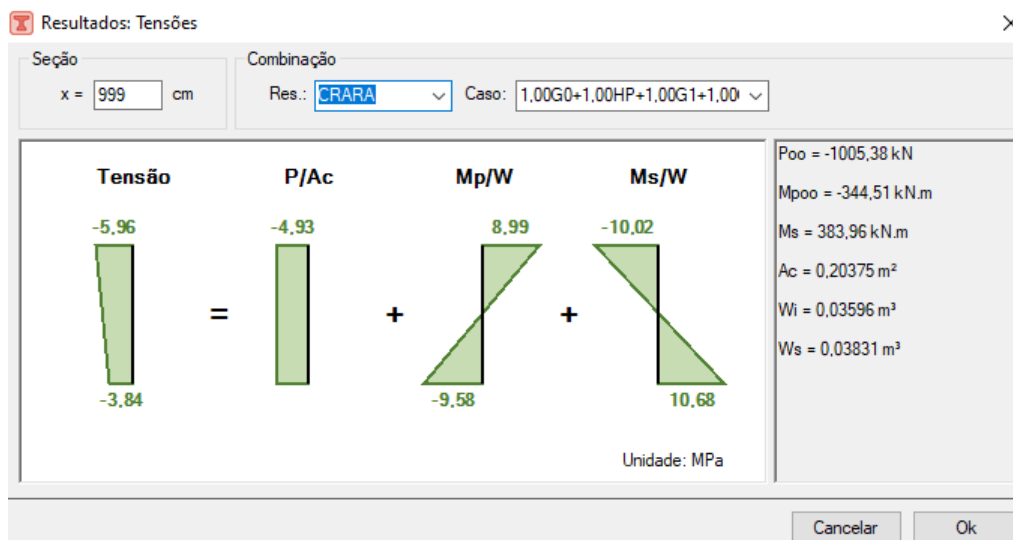 Resultados: Tensões
Seção
x = 999 cm
Combinação
Res.: CRARA Caso: 1,00G0+1,00HP+1,00G1+1,00
Tensão P/Ac Mp/W Ms/W
-5,96 -4,93 8,99 -10,02
= + +
-3,84 -9,58 10,68
Unidade: MPa
Poo = -1005,38 kN
Mpoo = -344,51 kN.m
Ms = 383,96 kN.m
Ac = 0,20375 m²
Wi = 0,03596 m³
Ws = 0,03831 m³
Cancelar Ok